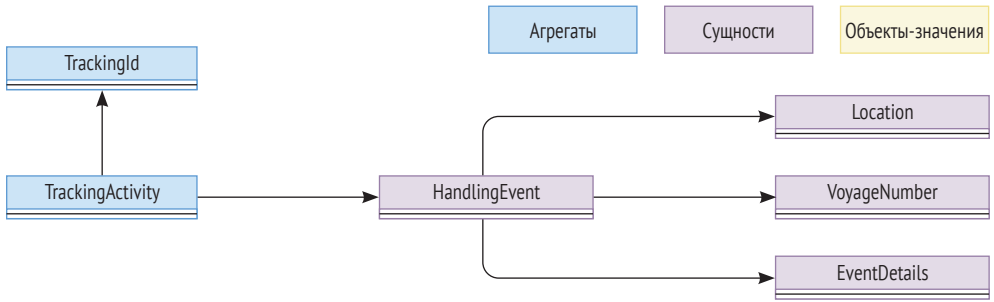 Агрегаты
Сущности
Объекты-значения
TrackingId
Location
TrackingActivity
HandlingEvent
VoyageNumber
EventDetails